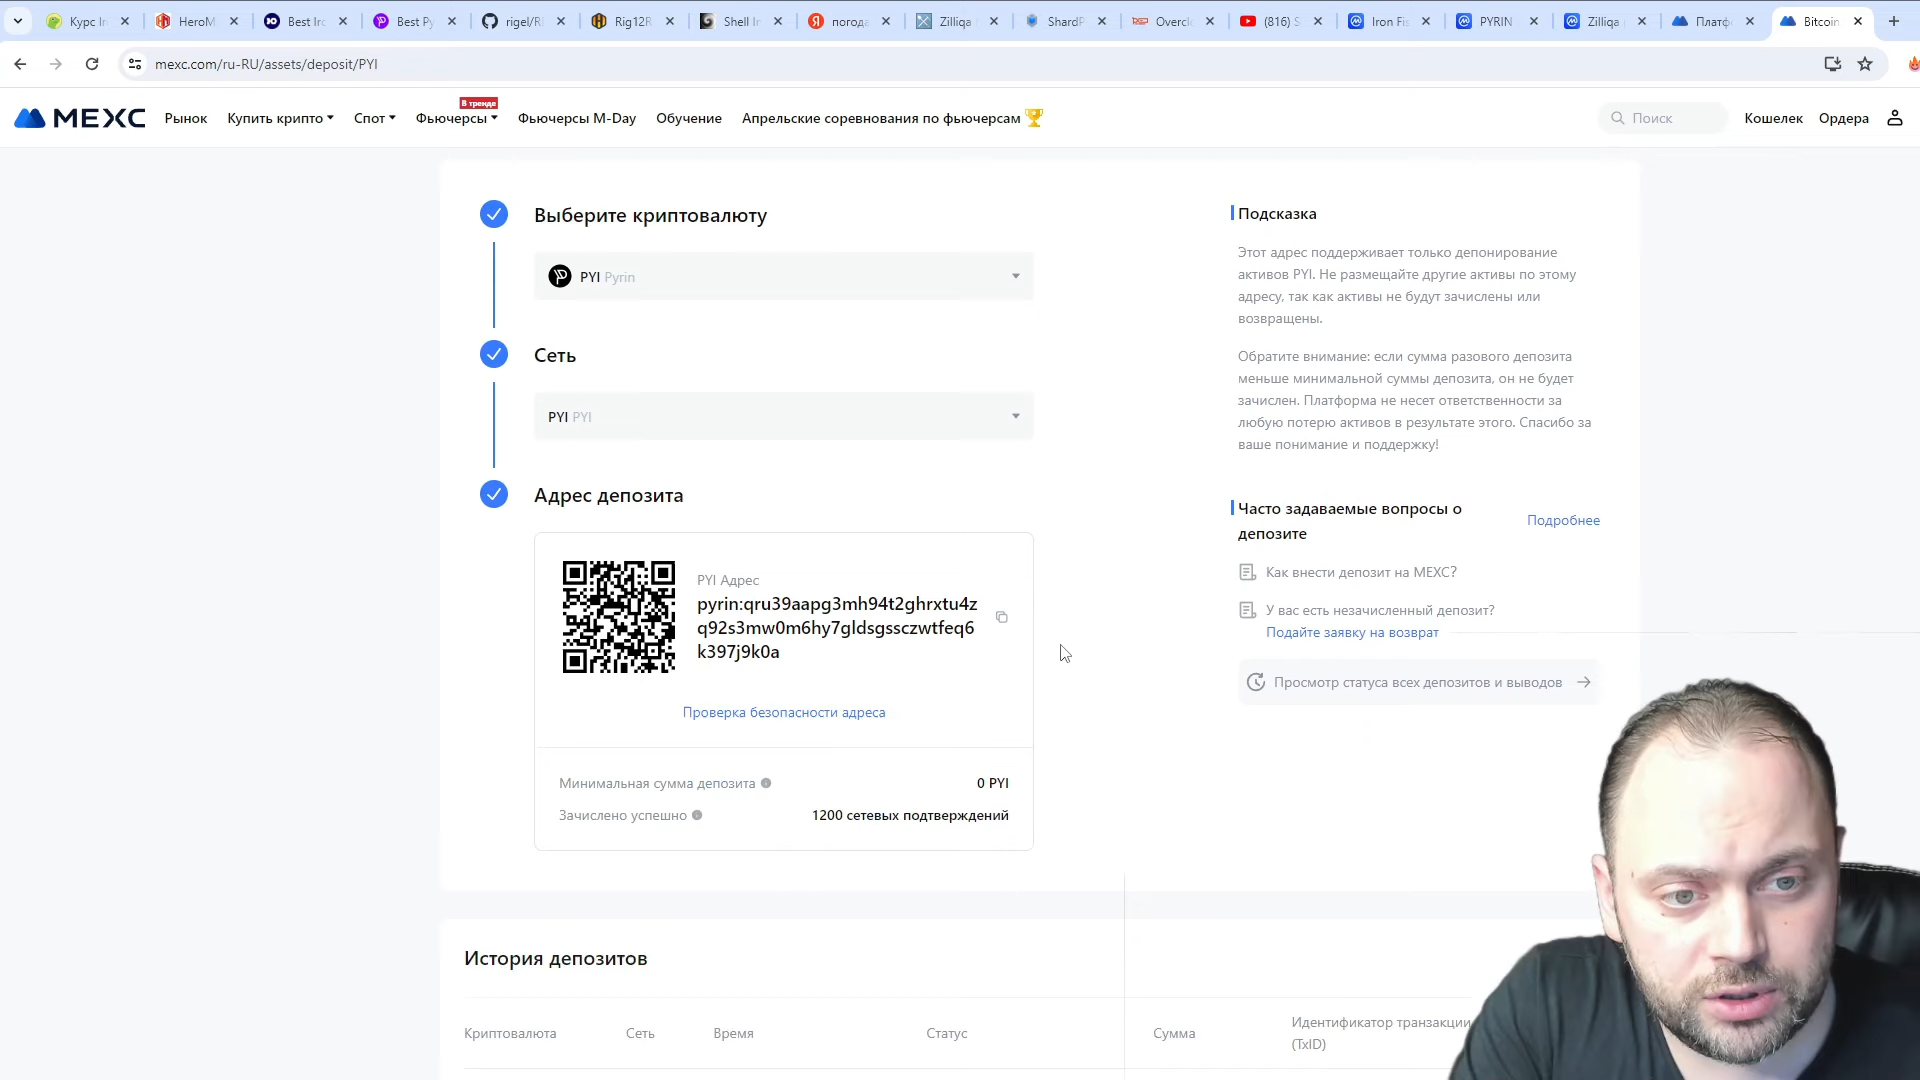 Курс Ir
HeroM
Best Iro
Best Py
rigel/RI
Rig12R
Shell In
погода
Zilliqa
ShardP
Overclo
(816) S
Iron Fis
PYRIN
Zilliqa
Платфо
Bitcoin
mexc.com/ru-RU/assets/deposit/PYI
MEXC
Рынок
Купить крипто
Спот
В тренде
Фьючерсы
Фьючерсы M-Day
Обучение
Апрельские соревнования по фьючерсам
Поиск
Кошелек
Ордера
Выберите криптовалюту
PYI Pyrin
Сеть
PYI PYI
Адрес депозита
PYI Адрес
pyrin:qru39aapg3mh94t2ghrxtu4z
q92s3mw0m6hy7gldsgssczwtfeq6
k397j9k0a
Проверка безопасности адреса
Минимальная сумма депозита
0 PYI
Зачислено успешно
1200 сетевых подтверждений
Подсказка
Этот адрес поддерживает только депонирование
активов PYI. Не размещайте другие активы по этому
адресу, так как активы не будут зачислены или
возвращены.
Обратите внимание: если сумма разового депозита
меньше минимальной суммы депозита, он не будет
зачислен. Платформа не несет ответственности за
любую потерю активов в результате этого. Спасибо за
ваше понимание и поддержку!
Часто задаваемые вопросы о
депозите
Подробнее
Как внести депозит на MEXC?
У вас есть незачисленный депозит?
Подайте заявку на возврат
Просмотр статуса всех депозитов и выводов
История депозитов
Криптовалюта
Сеть
Время
Статус
Сумма
Идентификатор транзакции
(TxID)